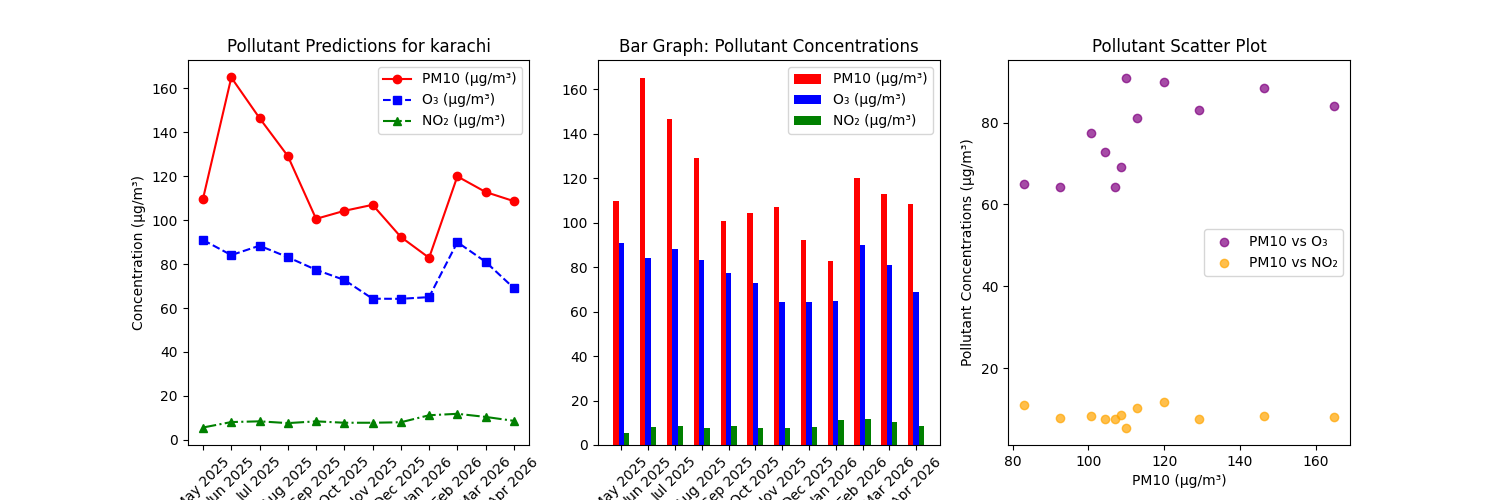 Pollutant Predictions for karachi
Concentration (μg/m³)
160
140
120
100
80
60
40
20
0
PM10 (μg/m³)
O₃ (μg/m³)
NO₂ (μg/m³)
May 2025
Jun 2025
Jul 2025
Aug 2025
Sep 2025
Oct 2025
Nov 2025
Dec 2025
Jan 2026
Feb 2026
Mar 2026
Apr 2026
Bar Graph: Pollutant Concentrations
160
140
120
100
80
60
40
20
0
PM10 (μg/m³)
O₃ (μg/m³)
NO₂ (μg/m³)
May 2025
Jun 2025
Jul 2025
Aug 2025
Sep 2025
Oct 2025
Nov 2025
Dec 2025
Jan 2026
Feb 2026
Mar 2026
Apr 2026
Pollutant Scatter Plot
Pollutant Concentrations (μg/m³)
80
60
40
20
PM10 vs O₃
PM10 vs NO₂
80
100
120
140
160
PM10 (μg/m³)